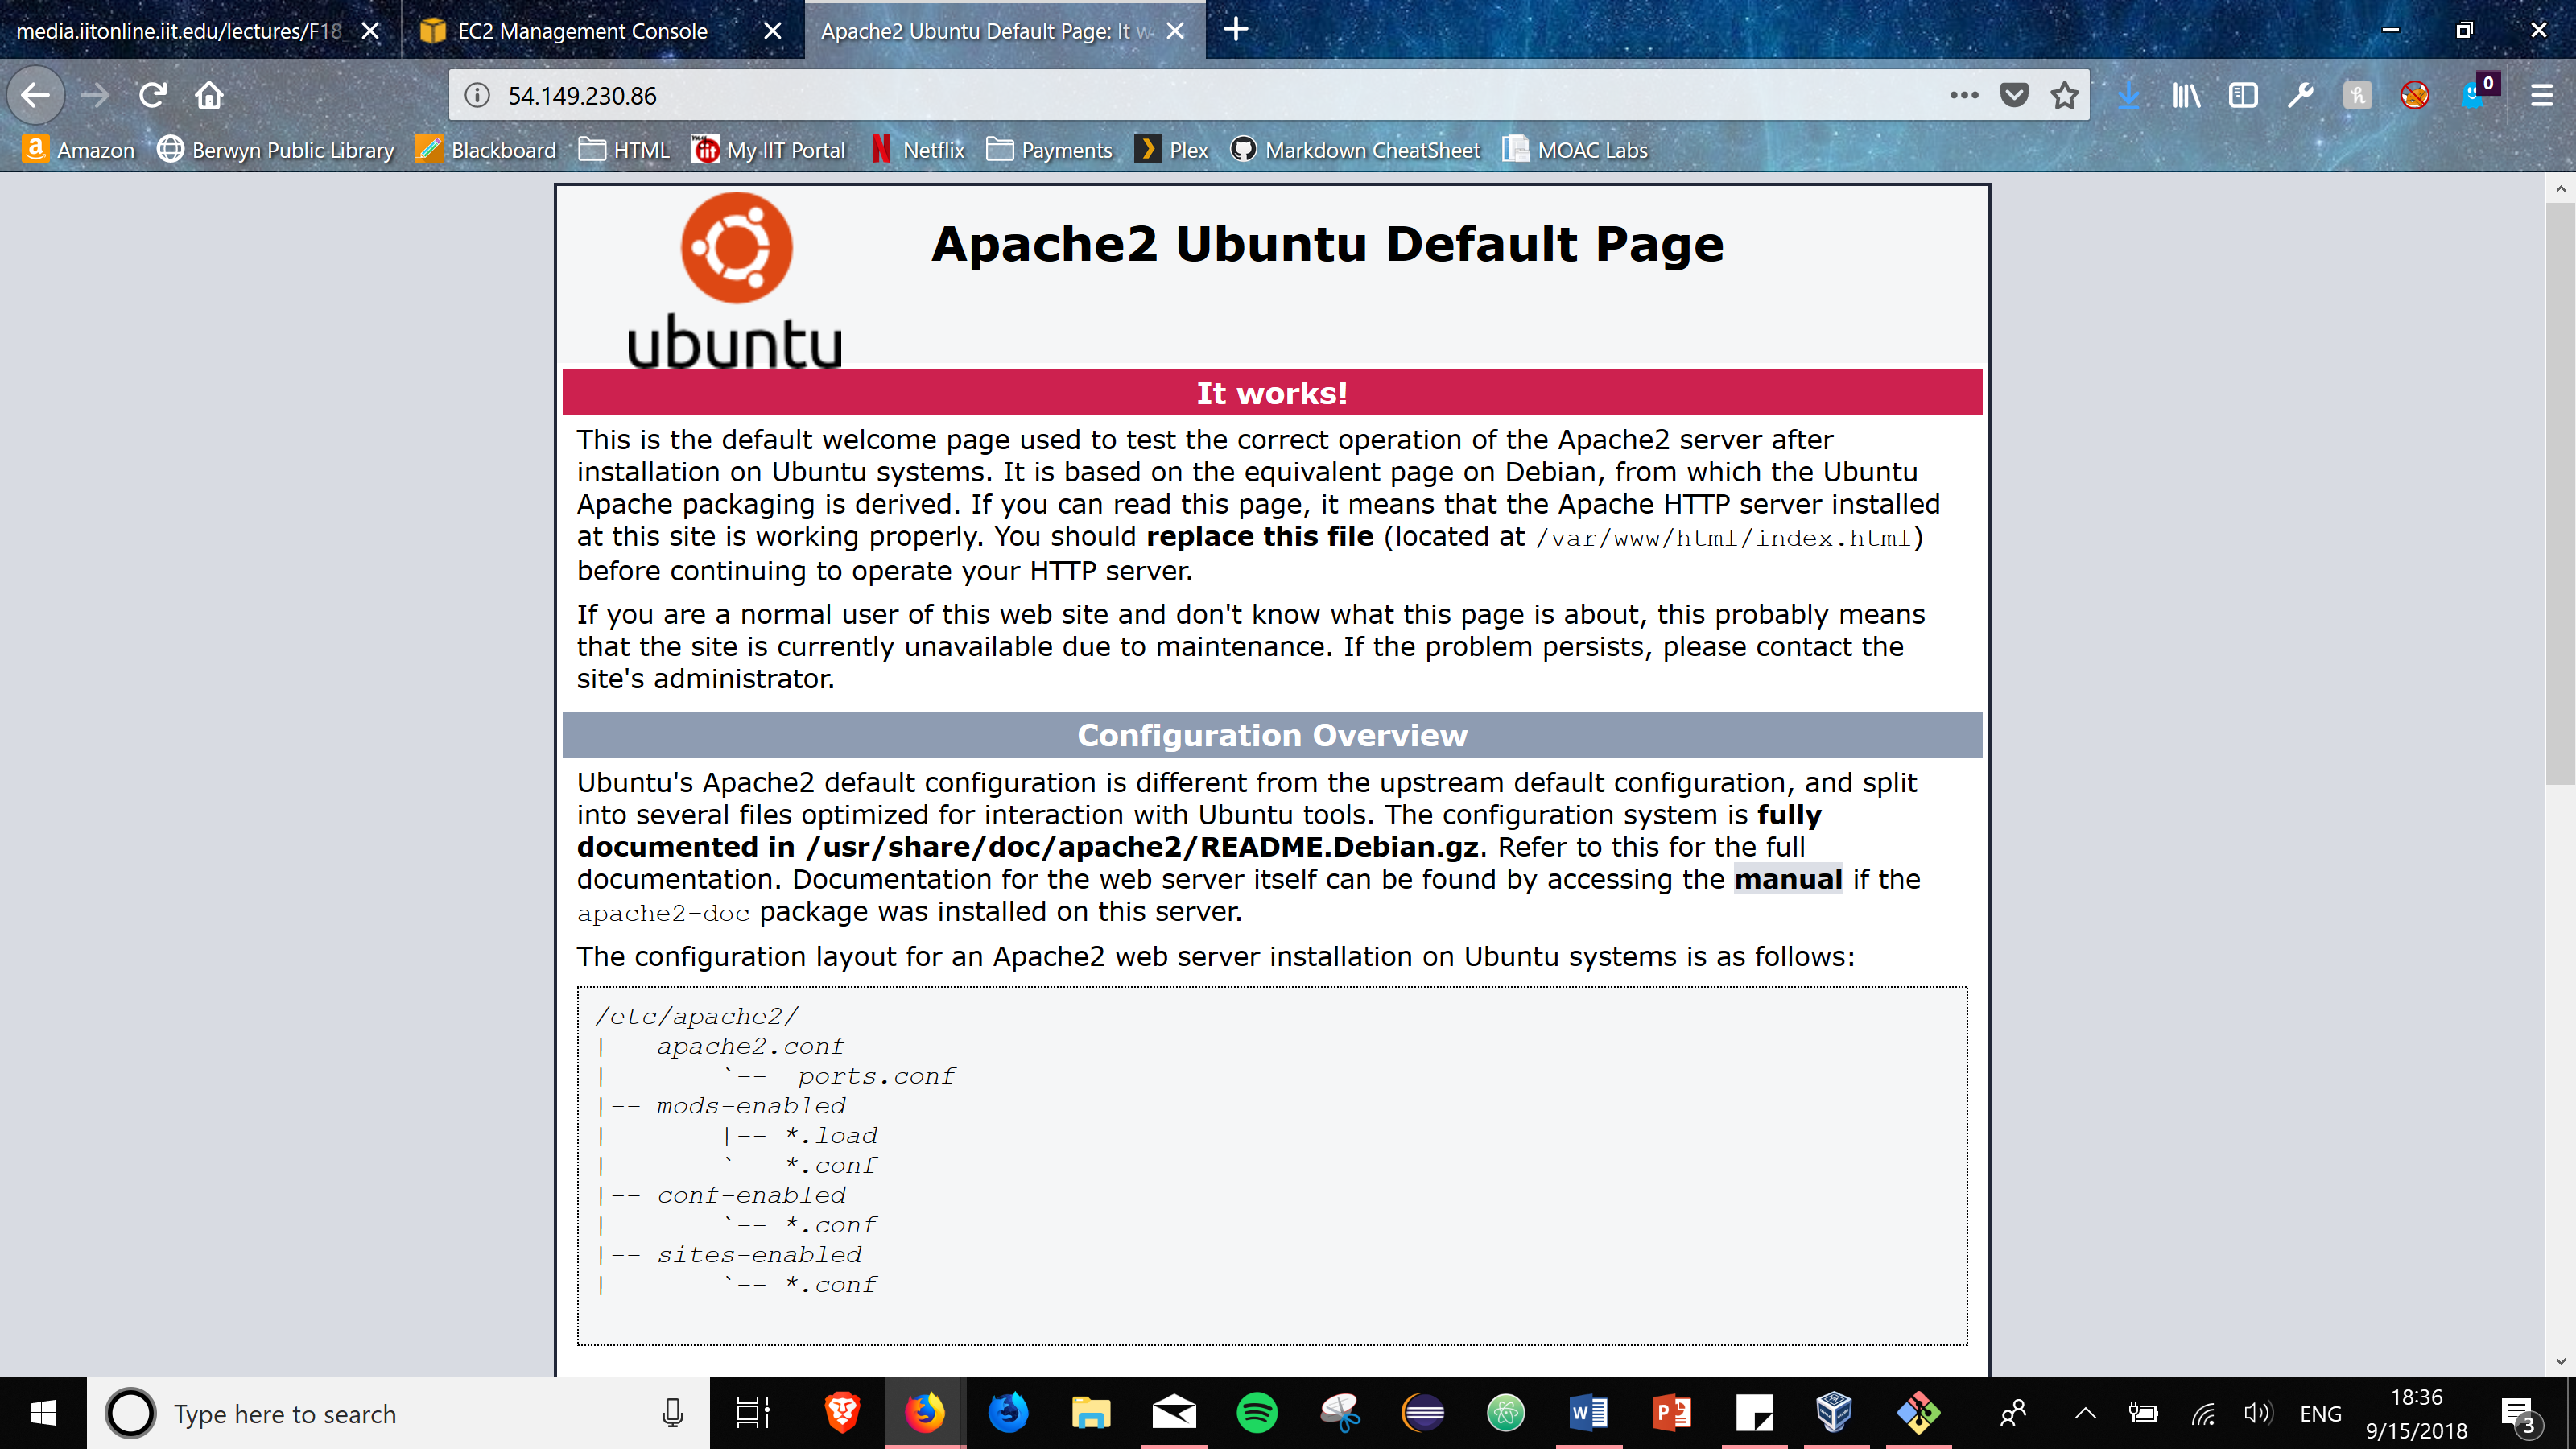 media.iitonline.iit.edu/lectures/F18
EC2 Management Console
Apache2 Ubuntu Default Page: It w
54.149.230.86
0
Amazon
Berwyn Public Library
Blackboard
HTML
My IIT Portal
Netflix
Payments
Plex
Markdown CheatSheet
MOAC Labs
ubuntu
Apache2 Ubuntu Default Page
It works!
This is the default welcome page used to test the correct operation of the Apache2 server after
installation on Ubuntu systems. It is based on the equivalent page on Debian, from which the Ubuntu
Apache packaging is derived. If you can read this page, it means that the Apache HTTP server installed
at this site is working properly. You should replace this file (located at /var/www/html/index.html)
before continuing to operate your HTTP server.
If you are a normal user of this web site and don't know what this page is about, this probably means
that the site is currently unavailable due to maintenance. If the problem persists, please contact the
site's administrator.
Configuration Overview
Ubuntu's Apache2 default configuration is different from the upstream default configuration, and split
into several files optimized for interaction with Ubuntu tools. The configuration system is fully
documented in /usr/share/doc/apache2/README.Debian.gz. Refer to this for the full
documentation. Documentation for the web server itself can be found by accessing the manual if the
apache2-doc package was installed on this server.
The configuration layout for an Apache2 web server installation on Ubuntu systems is as follows:
/etc/apache2/
|-- apache2.conf
|       `--  ports.conf
|-- mods-enabled
|       |-- *.load
|       `-- *.conf
|-- conf-enabled
|       `-- *.conf
|-- sites-enabled
|       `-- *.conf
Type here to search
ENG
18:36
9/15/2018
3